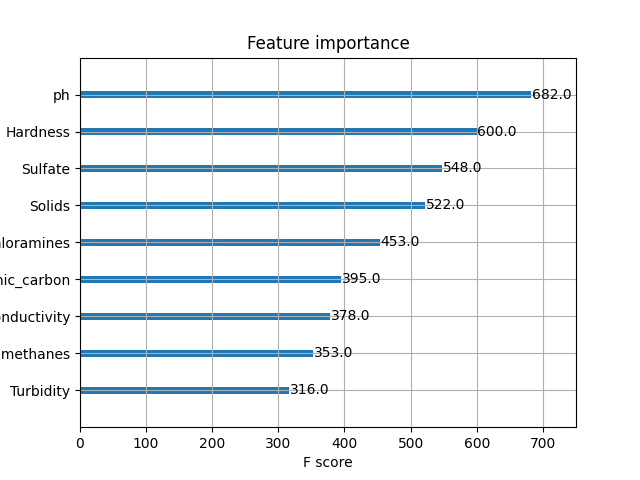 Feature importance
ph 682.0
Hardness 600.0
Sulfate 548.0
Solids 522.0
loramines 453.0
nic_carbon 395.0
onductivity 378.0
methanes 353.0
Turbidity 316.0
0 100 200 300 400 500 600 700
F score